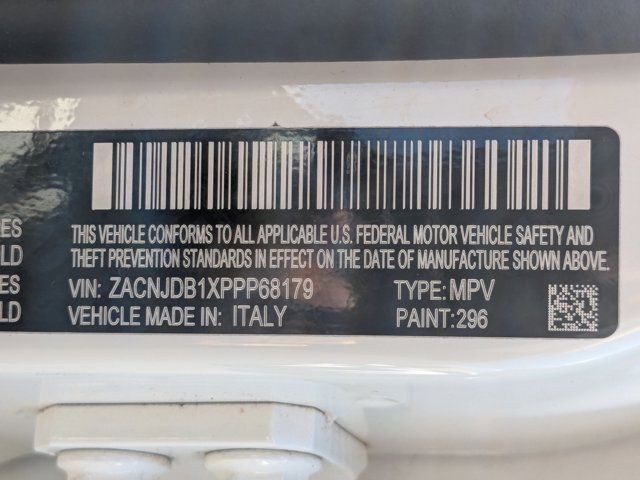 THIS VEHICLE CONFORMS TO ALL APPLICABLE U.S. FEDERAL MOTOR VEHICLE SAFETY AND
THEFT PREVENTION STANDARDS IN EFFECT ON THE DATE OF MANUFACTURE SHOWN ABOVE.
VIN: ZACNJDB1XPPP68179 TYPE: MPV
VEHICLE MADE IN: ITALY PAINT:296